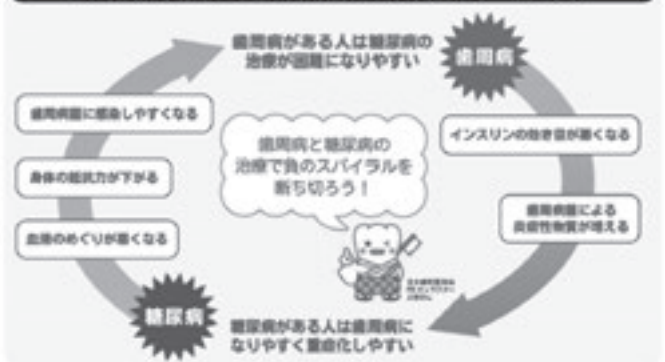 歯周病がある人は糖尿病の
治療が困難になりやすい
歯周病
インスリンの効き目が悪くなる
歯周病菌による
炎症性物質が増える
糖尿病がある人は歯周病に
なりやすく重症化しやすい
糖尿病
血液のめぐりが悪くなる
身体の抵抗力が下がる
歯周病菌に感染しやすくなる
歯周病と糖尿病の
治療で負のスパイラルを
断ち切ろう！